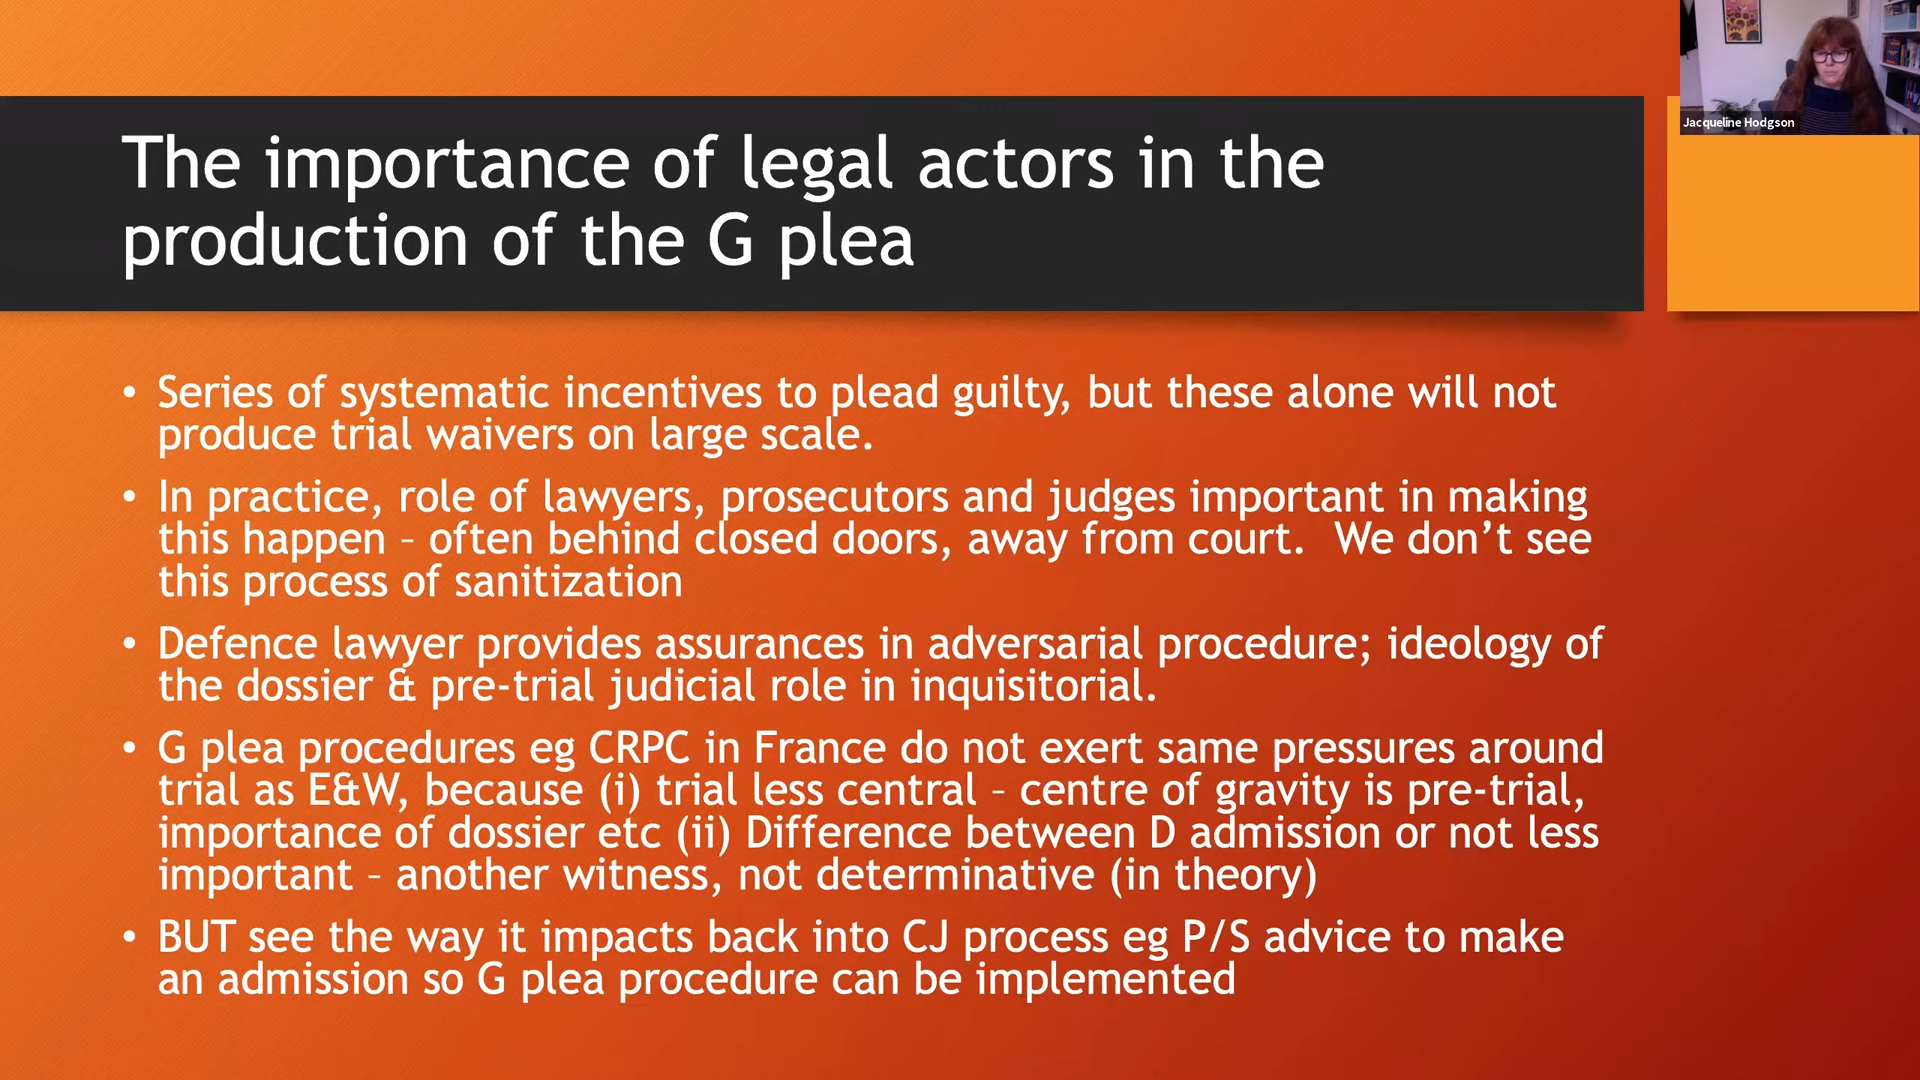 The importance of legal actors in the
production of the G plea
Jacqueline Hodgson
• Series of systematic incentives to plead guilty, but these alone will not
produce trial waivers on large scale.
• In practice, role of lawyers, prosecutors and judges important in making
this happen – often behind closed doors, away from court.  We don’t see
this process of sanitization
• Defence lawyer provides assurances in adversarial procedure; ideology of
the dossier & pre-trial judicial role in inquisitorial.
• G plea procedures eg CRPC in France do not exert same pressures around
trial as E&W, because (i) trial less central – centre of gravity is pre-trial,
importance of dossier etc (ii) Difference between D admission or not less
important – another witness, not determinative (in theory)
• BUT see the way it impacts back into CJ process eg P/S advice to make
an admission so G plea procedure can be implemented